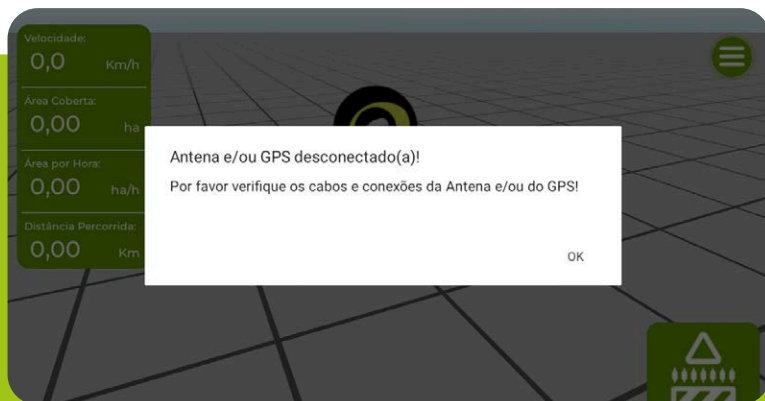 Velocidade:
0,0 Km/h
Área Coberta:
0,00 ha
Área por Hora:
0,00 ha/h
Distância Percorrida:
0,00 Km
Antena e/ou GPS desconectado(a)!
Por favor verifique os cabos e conexões da Antena e/ou do GPS!
OK